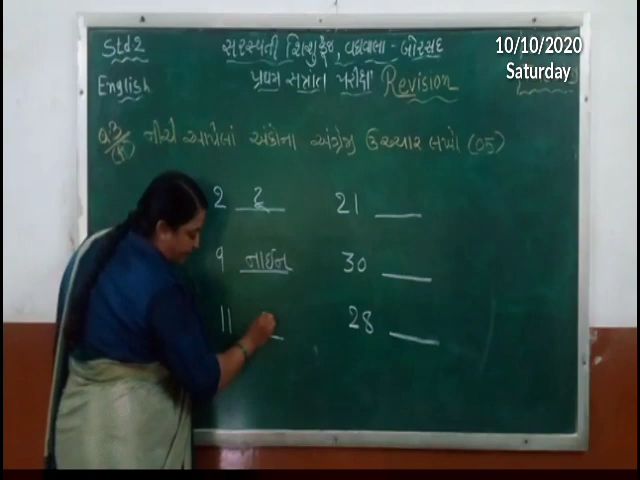 10/10/2020
Saturday
Std 2 સરસ્વતી શિશુકુંજ, વહાવાલા - બોરસદ
English પ્રથમ સત્રાંત પરીક્ષા Revision
નીચે આપેલાં અંકોના અંગ્રેજી ઉચ્ચાર લખો (05)
2 ટુ 21
9 નાઈન 30
11 28